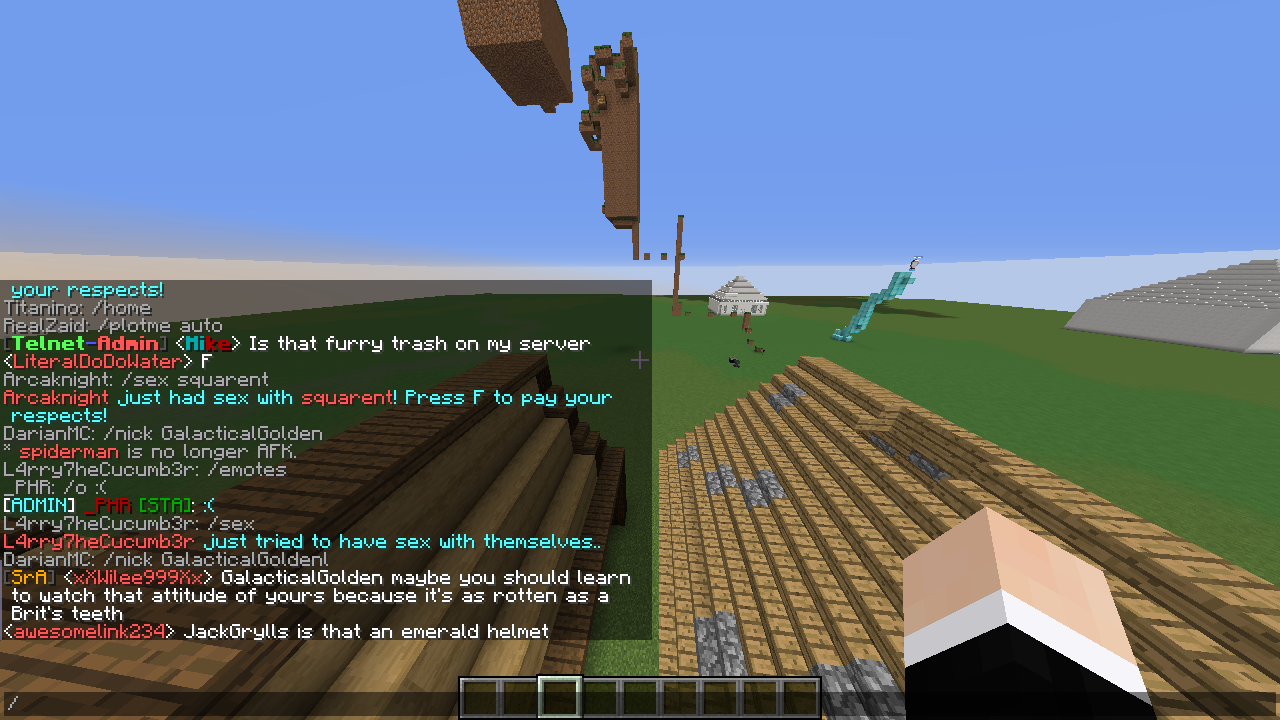 your respects!
Titanino: /home
RealZaid: /plotme auto
[Telnet-Admin] <Mike> Is that furry trash on my server
<LiteralDoDoWater> F
Arcaknight: /sex squarent
Arcaknight just had sex with squarent! Press F to pay your
respects!
DarianMC: /nick GalacticalGolden
* spiderman is no longer AFK.
L4rry7heCucumb3r: /emotes
_PHR: /o :(
[ADMIN] _PHR [STA]: :(
L4rry7heCucumb3r: /sex
L4rry7heCucumb3r just tried to have sex with themselves..
DarianMC: /nick GalacticalGoldenl
[SrA] <xXWilee999Xx> GalacticalGolden maybe you should learn
to watch that attitude of yours because it's as rotten as a
Brit's teeth
<awesomelink234> JackGrylls is that an emerald helmet
/